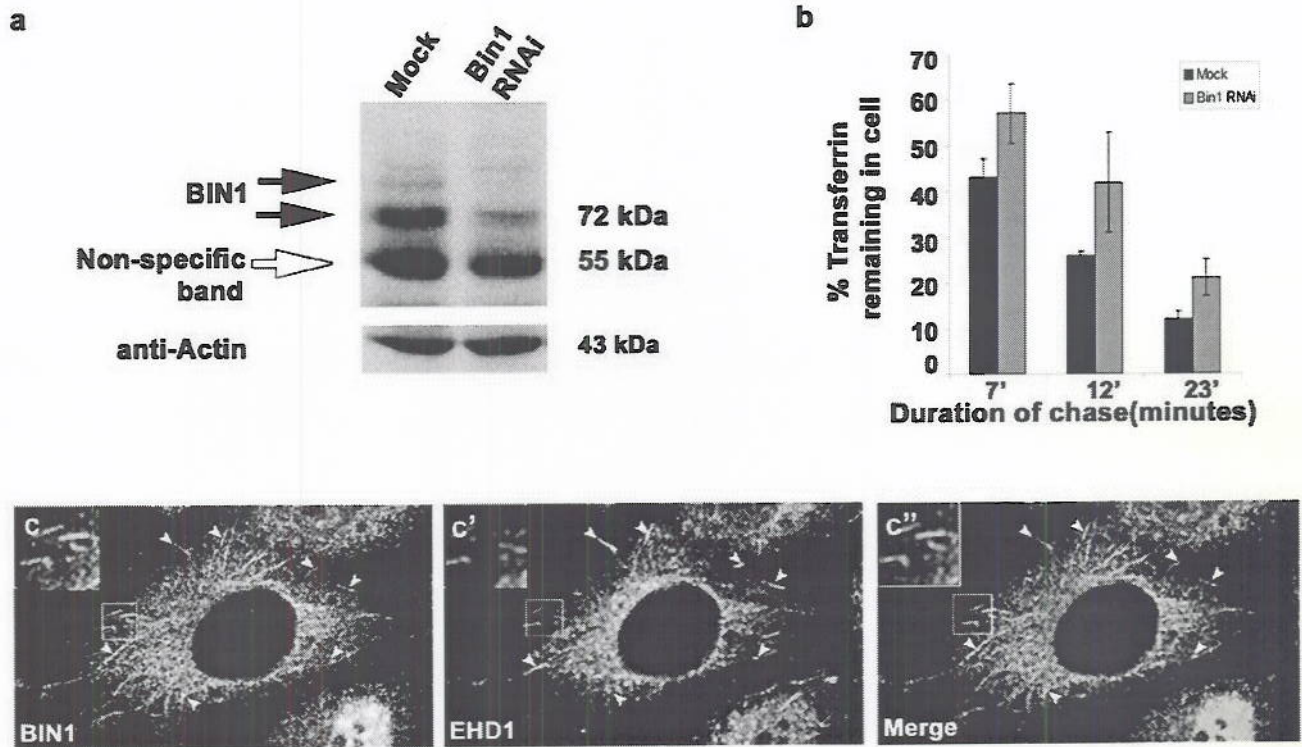 a
Mock
Bin1
RNAi
BIN1
72 kDa
Non-specific
band
55 kDa
anti-Actin
43 kDa
b
70
60
50
40
30
20
10
0
% Transferrin
remaining in cell
Mock
Bin1 RNAi
7' 12' 23'
Duration of chase(minutes)
c
BIN1
c'
EHD1
c''
Merge